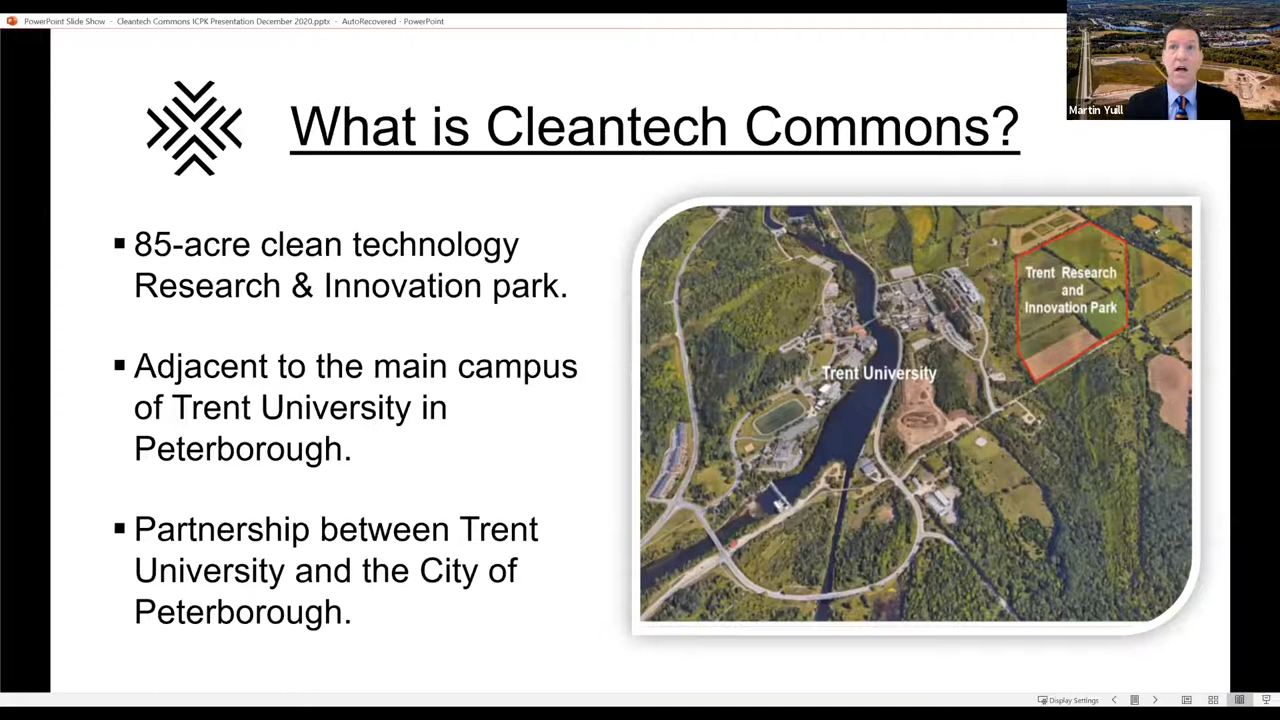 PowerPoint Slide Show - Cleantech Commons ICPK Presentation December 2020.pptx - AutoRecovered - PowerPoint
Martin Yuill
What is Cleantech Commons?
▪ 85-acre clean technology
Research & Innovation park.
▪ Adjacent to the main campus
of Trent University in
Peterborough.
▪ Partnership between Trent
University and the City of
Peterborough.
Trent Research
and
Innovation Park
Trent University
Display Settings